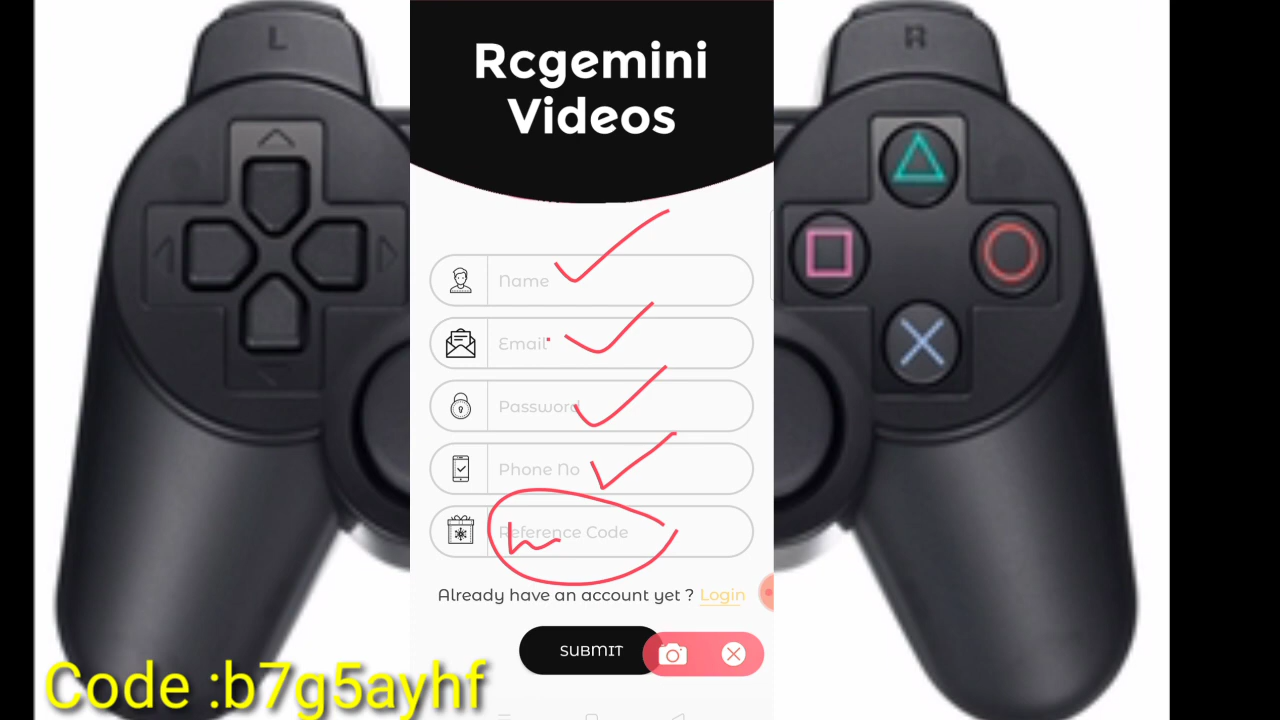 L
R
Rcgemini
Videos
Name
Email
Password
Phone No
Reference Code
Already have an account yet ? Login
SUBMIT
Code :b7g5ayhf